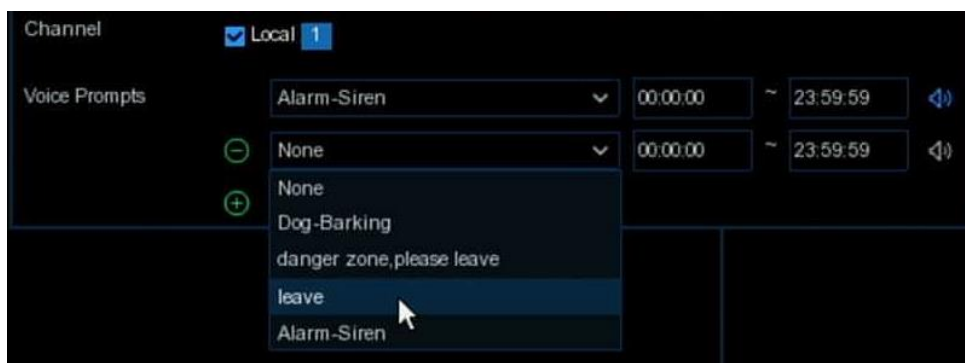 Channel Local 1
Voice Prompts Alarm-Siren 00:00:00 ~ 23:59:59
None 00:00:00 ~ 23:59:59
None
Dog-Barking
danger zone,please leave
leave
Alarm-Siren